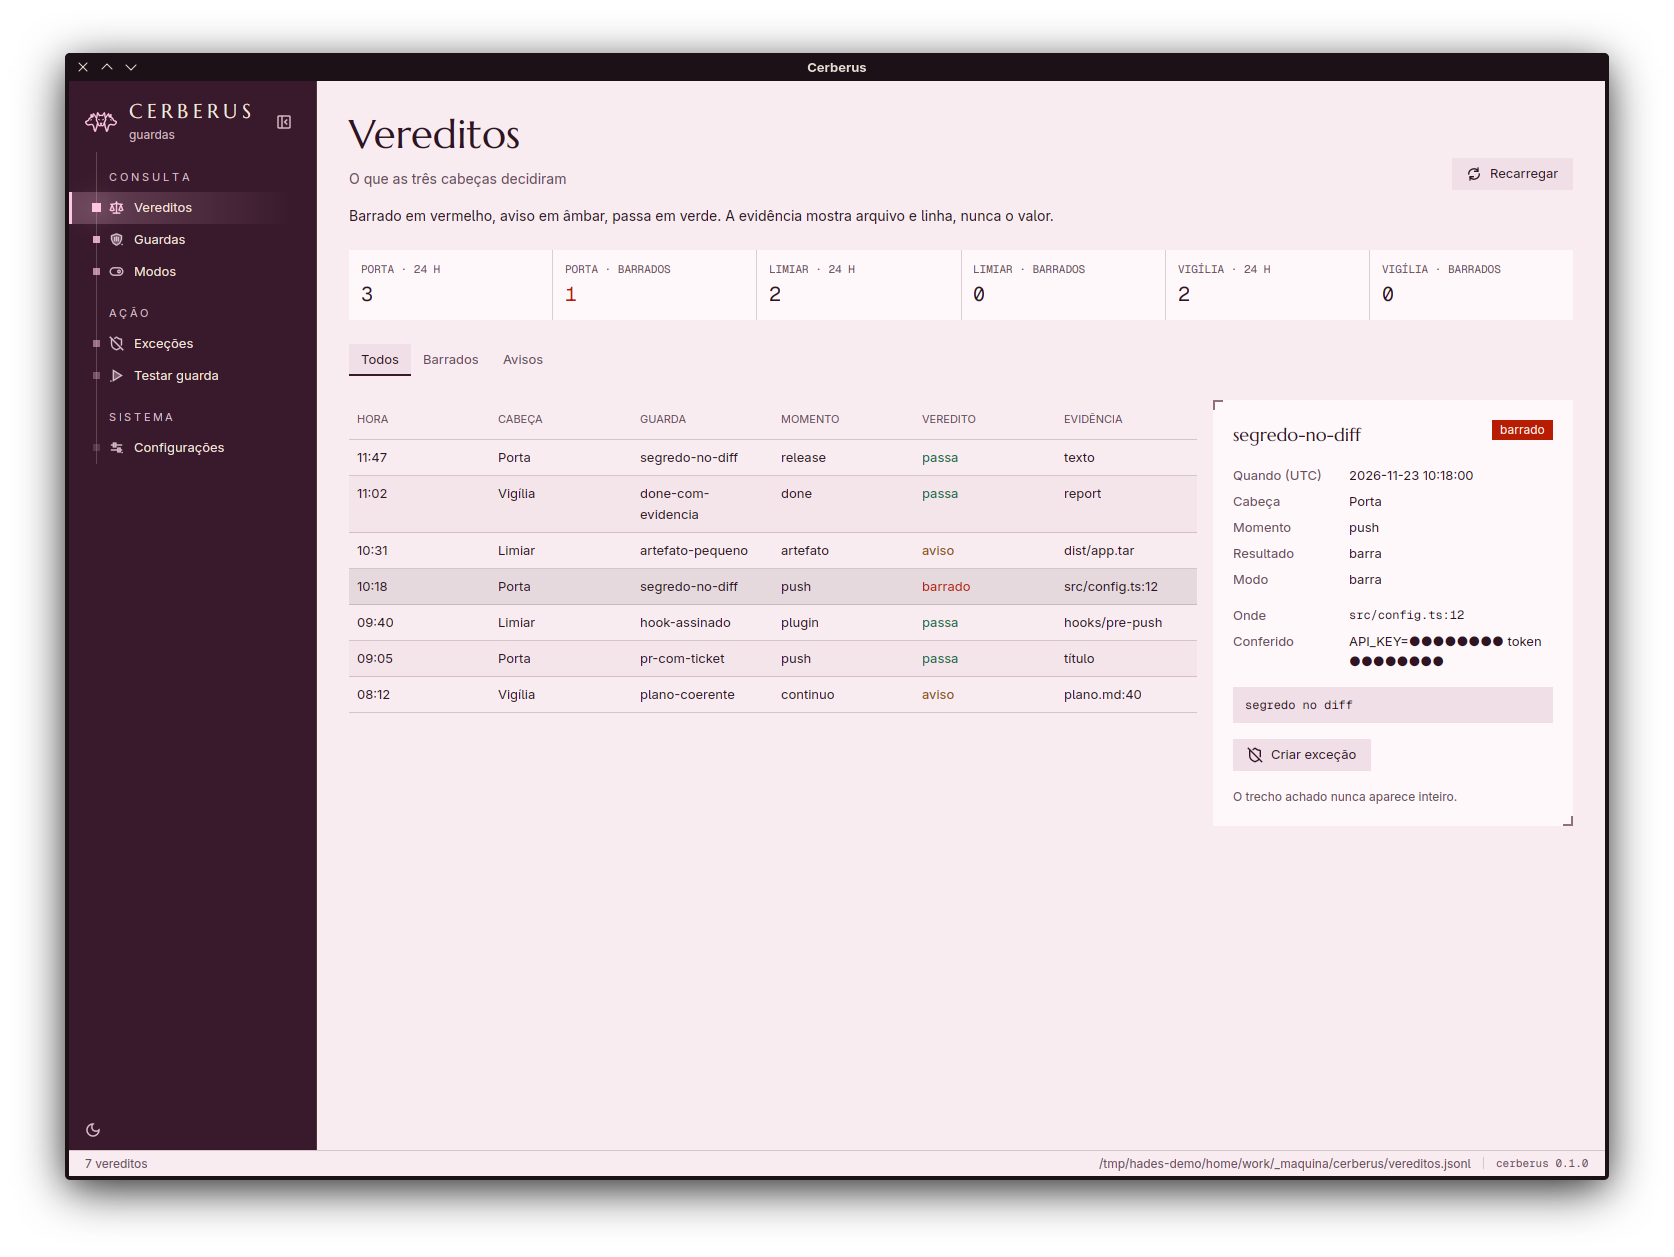 Cerberus
CERBERUS
guardas
CONSULTA
Vereditos
Guardas
Modos
AÇÃO
Exceções
Testar guarda
SISTEMA
Configurações
Vereditos
O que as três cabeças decidiram
Recarregar
Barrado em vermelho, aviso em âmbar, passa em verde. A evidência mostra arquivo e linha, nunca o valor.
PORTA · 24 H PORTA · BARRADOS LIMIAR · 24 H LIMIAR · BARRADOS VIGÍLIA · 24 H VIGÍLIA · BARRADOS
3 1 2 0 2 0
Todos Barrados Avisos
HORA CABEÇA GUARDA MOMENTO VEREDITO EVIDÊNCIA
11:47 Porta segredo-no-diff release passa texto
11:02 Vigília done-com- done passa report
evidencia
10:31 Limiar artefato-pequeno artefato aviso dist/app.tar
10:18 Porta segredo-no-diff push barrado src/config.ts:12
09:40 Limiar hook-assinado plugin passa hooks/pre-push
09:05 Porta pr-com-ticket push passa título
08:12 Vigília plano-coerente continuo aviso plano.md:40
segredo-no-diff barrado
Quando (UTC) 2026-11-23 10:18:00
Cabeça Porta
Momento push
Resultado barra
Modo barra
Onde src/config.ts:12
Conferido API_KEY=●●●●●●●● token
●●●●●●●●
segredo no diff
Criar exceção
O trecho achado nunca aparece inteiro.
7 vereditos
/tmp/hades-demo/home/work/_maquina/cerberus/vereditos.jsonl cerberus 0.1.0